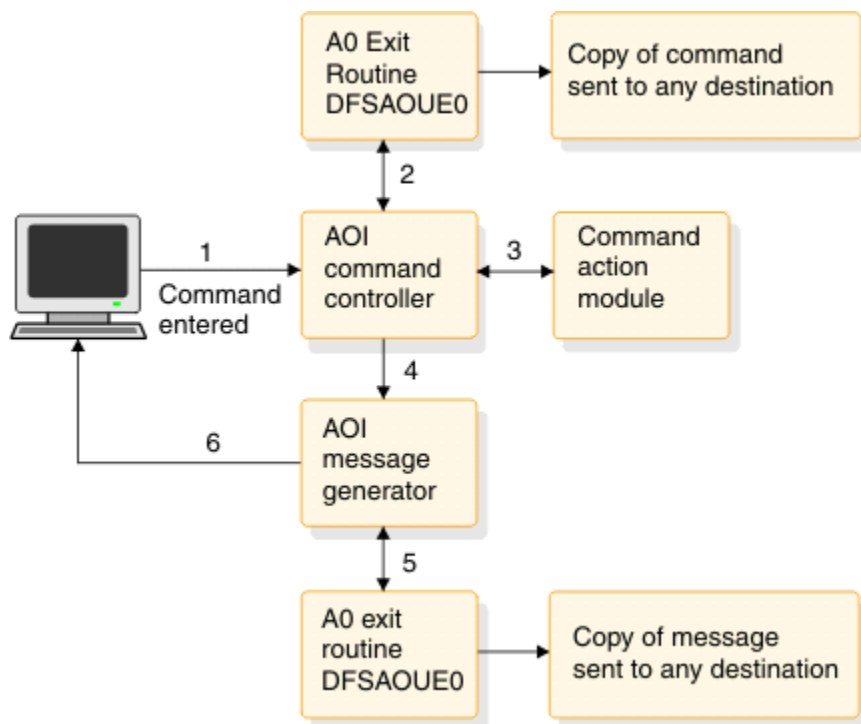 A0 Exit
Routine
DFSAOUE0
Copy of command
sent to any destination
2
1
Command
entered
AOI
command
controller
3
Command
action
module
4
AOI
message
generator
6
5
A0 exit
routine
DFSAOUE0
Copy of message
sent to any destination